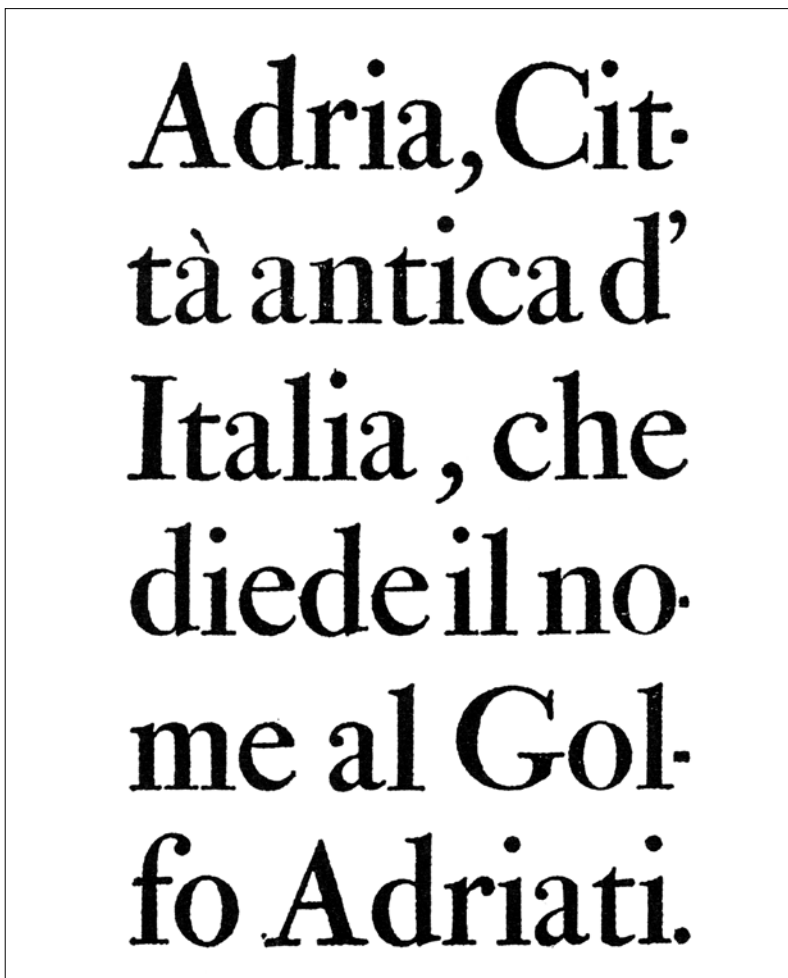 Adria, Cit-
tà antica d’
Italia, che
diede il no-
me al Gol-
fo Adriati.